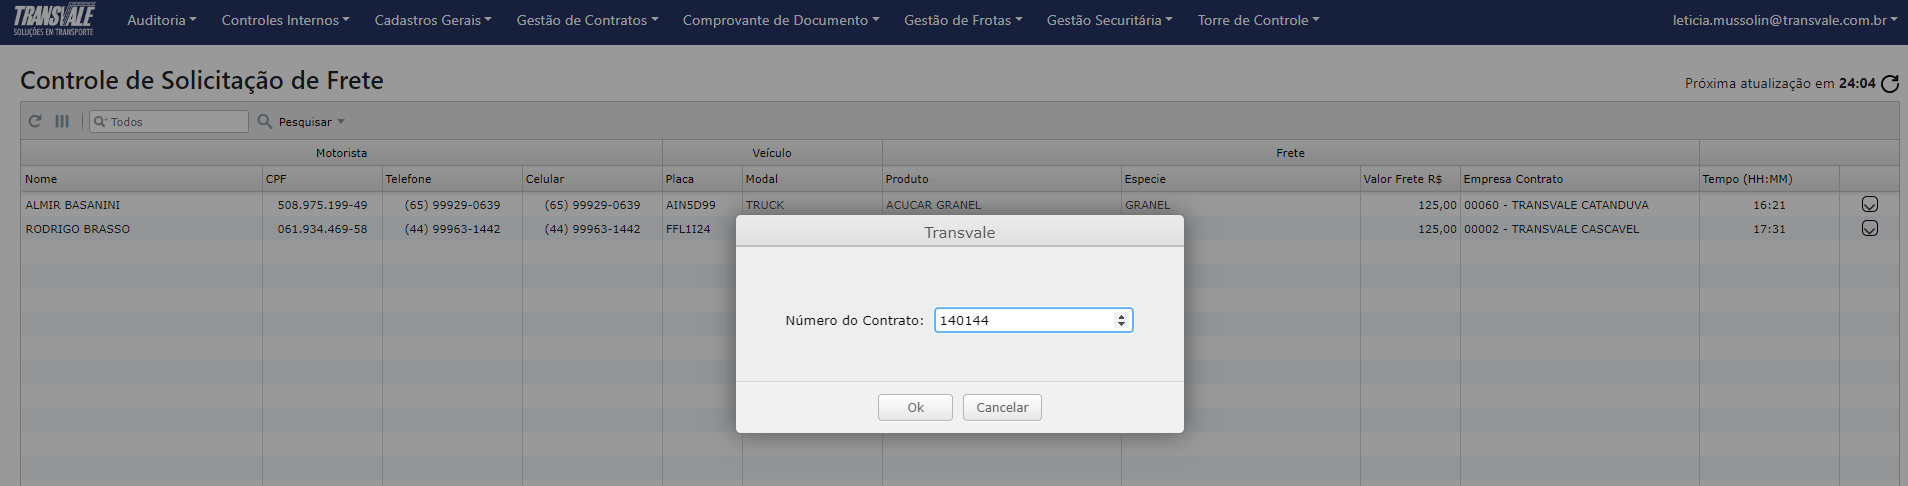 TRANSVALE
SOLUÇÕES EM TRANSPORTE
Auditoria Controles Internos Cadastros Gerais Gestão de Contratos Comprovante de Documento Gestão de Frotas Gestão Securitária Torre de Controle leticia.mussolin@transvale.com.br
Controle de Solicitação de Frete
Próxima atualização em 24:04
Todos Pesquisar
Motorista Veículo Frete
Nome CPF Telefone Celular Placa Modal Produto Especie Valor Frete R$ Empresa Contrato Tempo (HH:MM)
ALMIR BASANINI 508.975.199-49 (65) 99929-0639 (65) 99929-0639 AIN5D99 TRUCK ACUCAR GRANEL GRANEL 125,00 00060 - TRANSVALE CATANDUVA 16:21
RODRIGO BRASSO 061.934.469-58 (44) 99963-1442 (44) 99963-1442 FFL1I24 125,00 00002 - TRANSVALE CASCAVEL 17:31
Transvale
Número do Contrato: 140144
Ok Cancelar